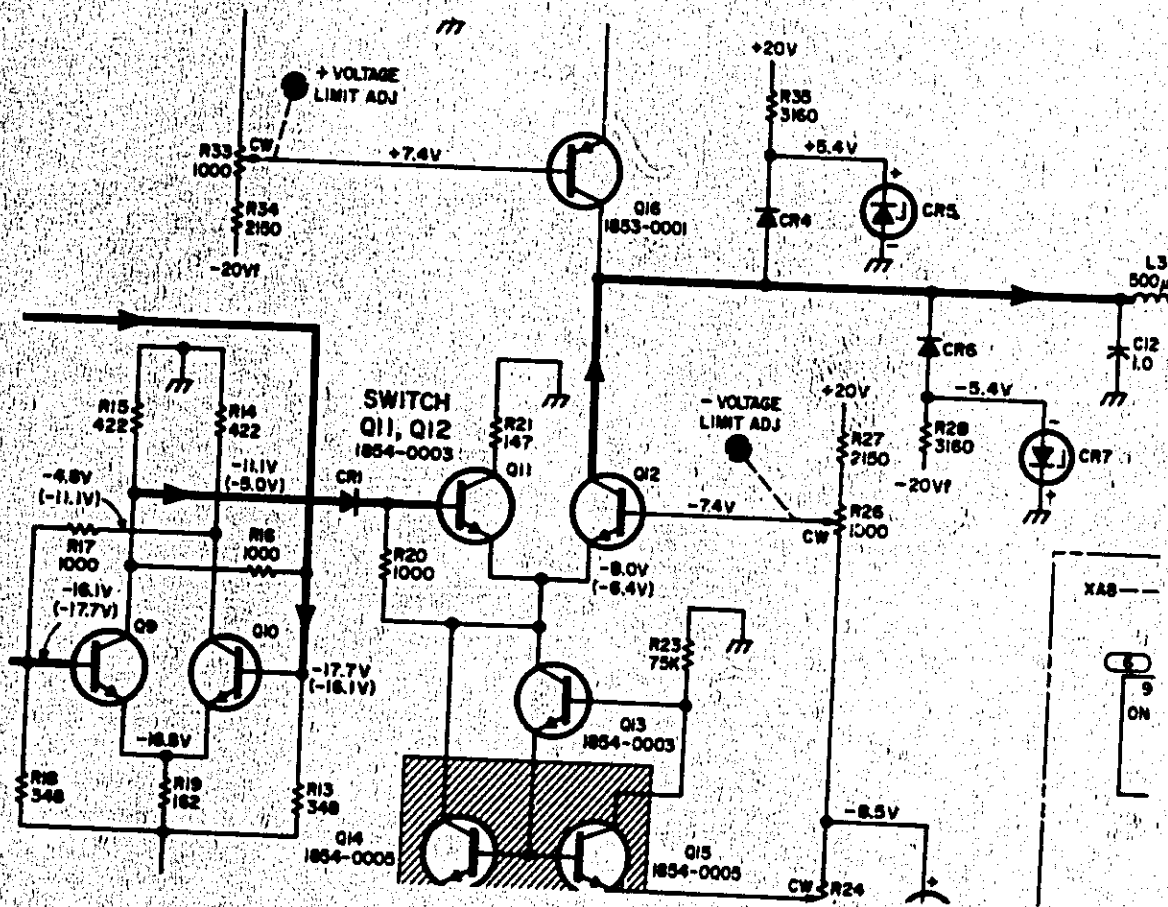 + VOLTAGE
LIMIT ADJ
+20V
R35
3160
R33
1000
CW
+7.4V
+5.4V
R34
2150
-20Vf
Q16
1853-0001
CR4
CR5
L3
500μ
C12
1.0
CR6
-5.4V
R28
3160
-20Vf
CR7
R15
422
R14
422
SWITCH
Q11, Q12
1854-0003
R21
147
- VOLTAGE
LIMIT ADJ
+20V
R27
2150
-4.8V
(-11.1V)
-11.1V
(-5.0V)
CR1
Q11
Q12
-7.4V
CW
R26
1000
R17
1000
R16
1000
R20
1000
-8.0V
(-6.4V)
-16.1V
(-17.7V)
Q9
Q10
-17.7V
(-16.1V)
R23
75K
XA8
6
9
ON
Q13
1854-0003
R18
348
R19
162
R13
348
Q14
1854-0005
Q15
1854-0005
-8.5V
+
CW
R24